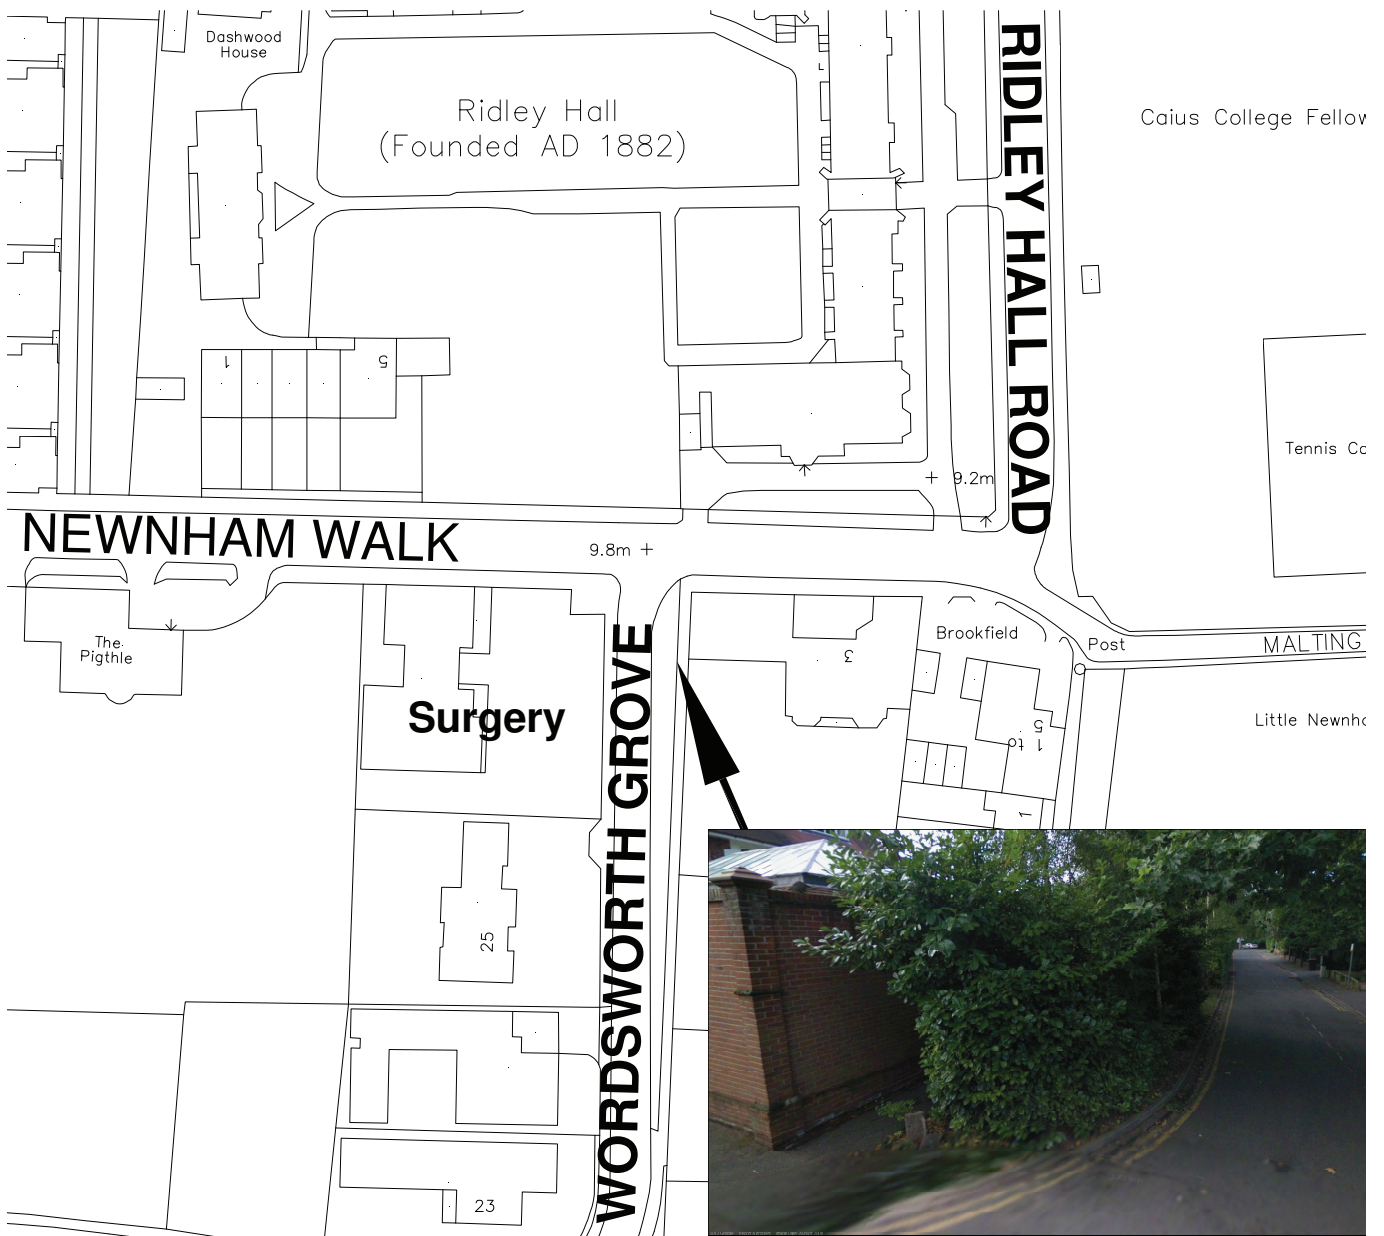 Dashwood
House
Ridley Hall
(Founded AD 1882)
RIDLEY HALL ROAD
Caius College Fellow
1
5
Tennis Co
9.2m
NEWNHAM WALK
9.8m
The
Pigthle
Surgery
WORDSWORTH GROVE
3
Brookfield
Post
MALTING
Little Newnho
1 to
5
1
25
23